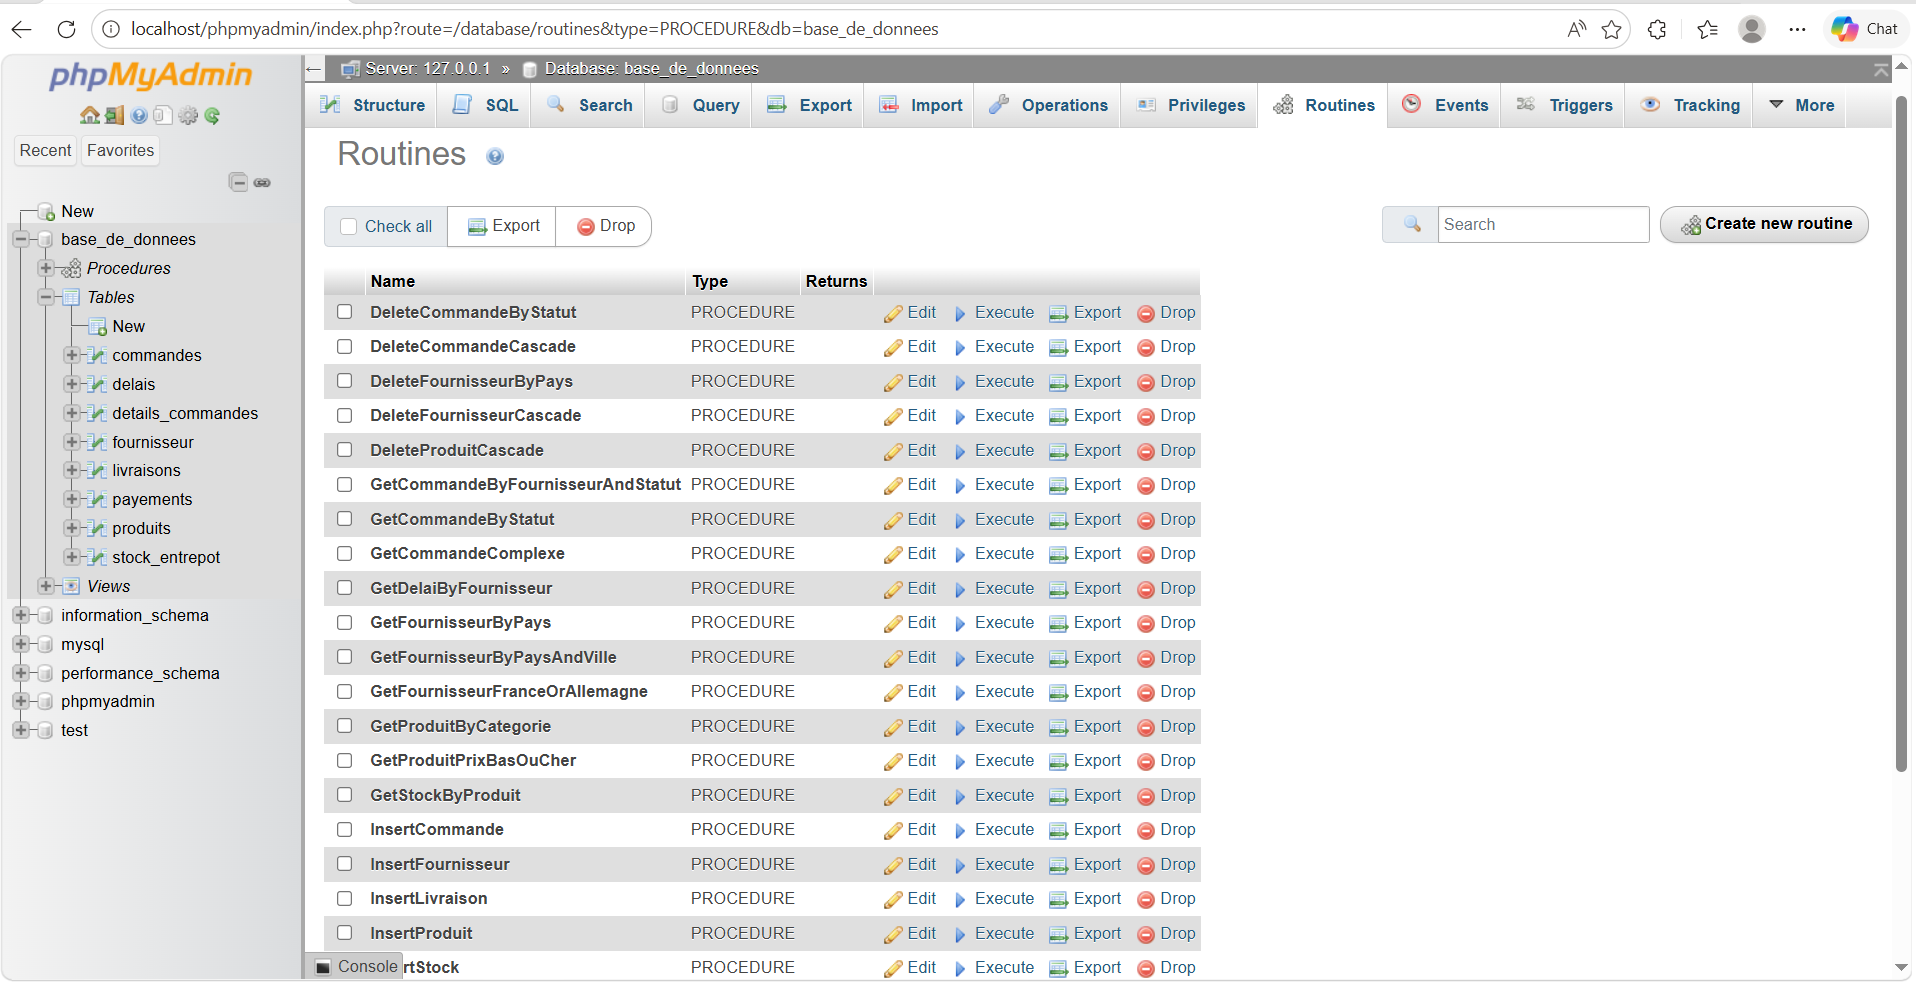 localhost/phpmyadmin/index.php?route=/database/routines&type=PROCEDURE&db=base_de_donnees
Chat
phpMyAdmin
Recent Favorites
New
base_de_donnees
Procedures
Tables
New
commandes
delais
details_commandes
fournisseur
livraisons
payements
produits
stock_entrepot
Views
information_schema
mysql
performance_schema
phpmyadmin
test
Server: 127.0.0.1 » Database: base_de_donnees
Structure SQL Search Query Export Import Operations Privileges Routines Events Triggers Tracking More
Routines
Check all Export Drop Search Create new routine
Name Type Returns
DeleteCommandeByStatut PROCEDURE Edit Execute Export Drop
DeleteCommandeCascade PROCEDURE Edit Execute Export Drop
DeleteFournisseurByPays PROCEDURE Edit Execute Export Drop
DeleteFournisseurCascade PROCEDURE Edit Execute Export Drop
DeleteProduitCascade PROCEDURE Edit Execute Export Drop
GetCommandeByFournisseurAndStatut PROCEDURE Edit Execute Export Drop
GetCommandeByStatut PROCEDURE Edit Execute Export Drop
GetCommandeComplexe PROCEDURE Edit Execute Export Drop
GetDelaiByFournisseur PROCEDURE Edit Execute Export Drop
GetFournisseurByPays PROCEDURE Edit Execute Export Drop
GetFournisseurByPaysAndVille PROCEDURE Edit Execute Export Drop
GetFournisseurFranceOrAllemagne PROCEDURE Edit Execute Export Drop
GetProduitByCategorie PROCEDURE Edit Execute Export Drop
GetProduitPrixBasOuCher PROCEDURE Edit Execute Export Drop
GetStockByProduit PROCEDURE Edit Execute Export Drop
InsertCommande PROCEDURE Edit Execute Export Drop
InsertFournisseur PROCEDURE Edit Execute Export Drop
InsertLivraison PROCEDURE Edit Execute Export Drop
InsertProduit PROCEDURE Edit Execute Export Drop
Console rtStock PROCEDURE Edit Execute Export Drop